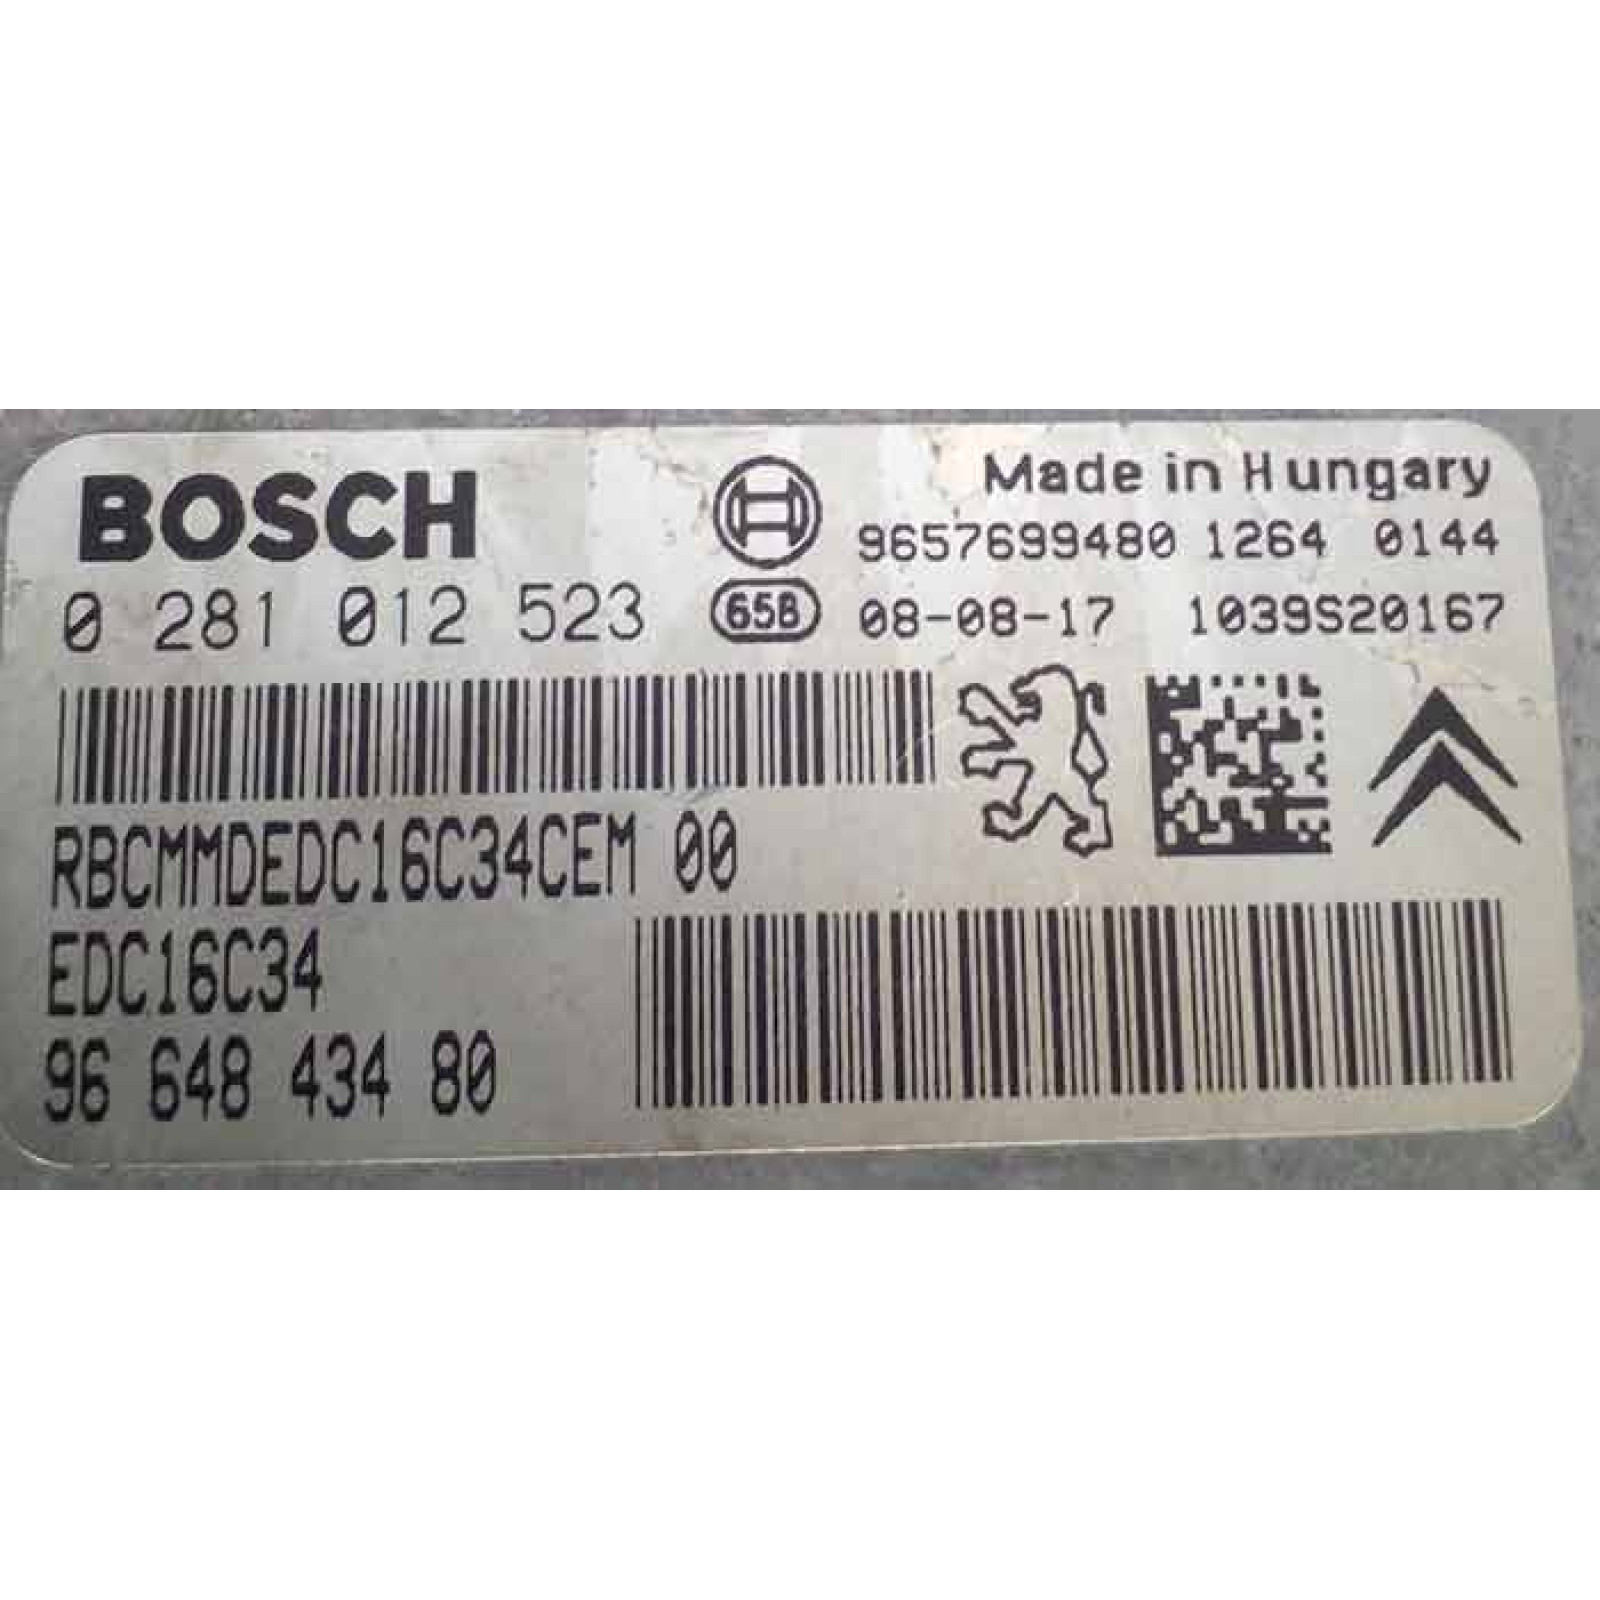 BOSCH
Made in Hungary
9657699480 1264 0144
0 281 012 523
65B
08-08-17 1039S20167
RBCMMDEDC16C34CEM 00
EDC16C34
96 648 434 80